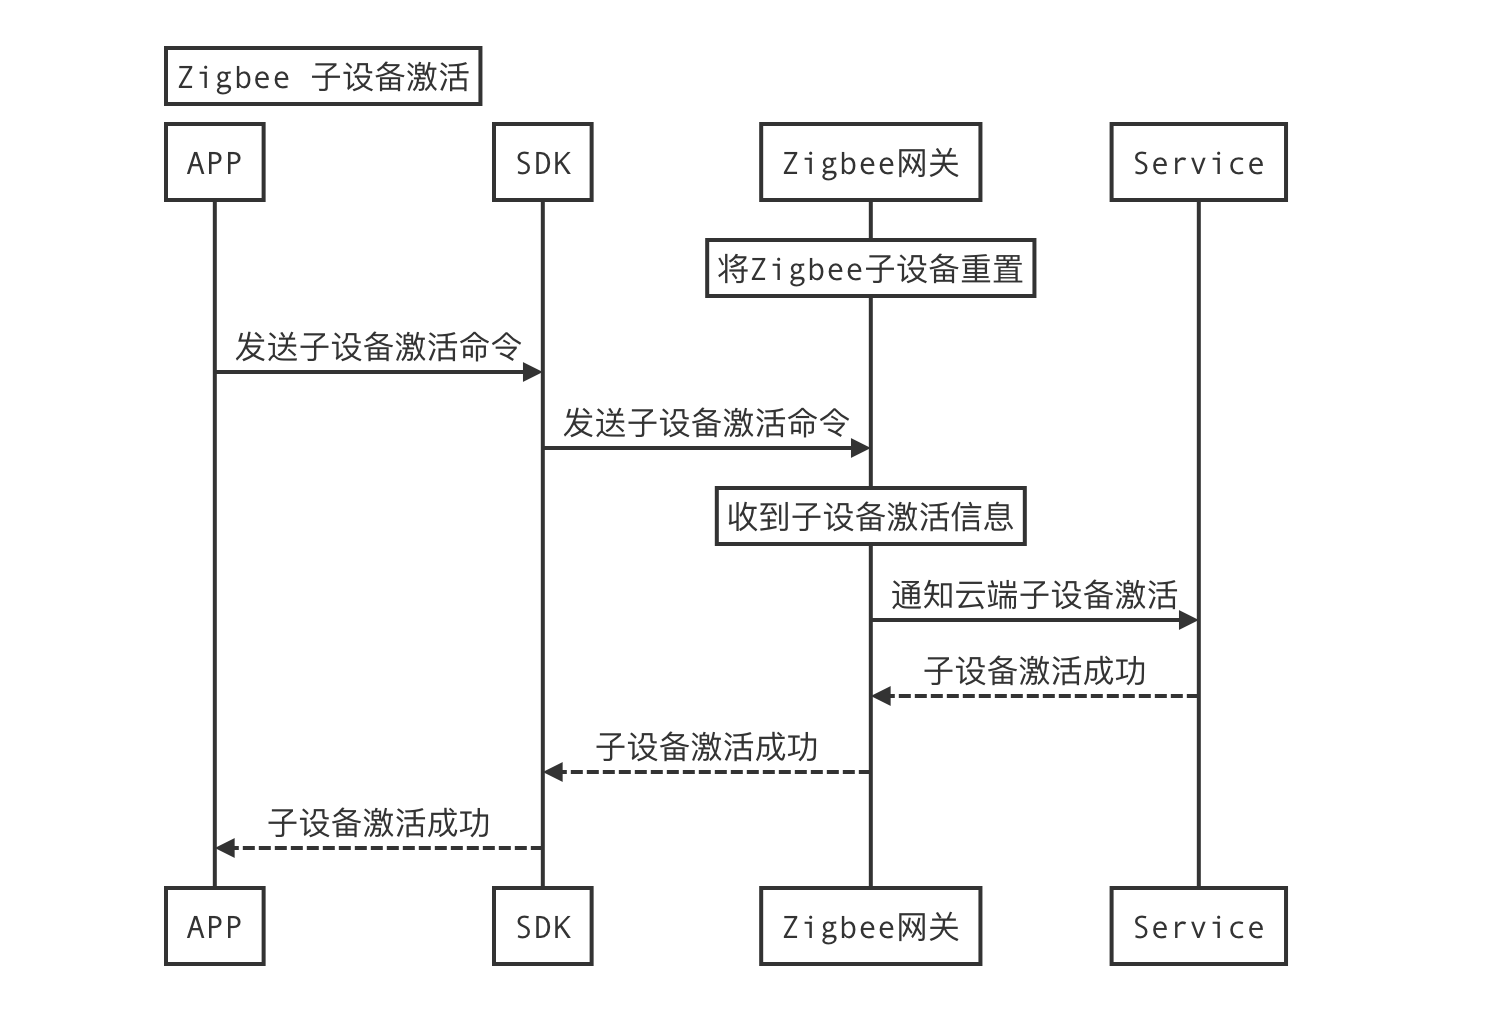 Zigbee 子设备激活
APP
SDK
Zigbee网关
Service
将Zigbee子设备重置
发送子设备激活命令
发送子设备激活命令
收到子设备激活信息
通知云端子设备激活
子设备激活成功
子设备激活成功
子设备激活成功
APP
SDK
Zigbee网关
Service